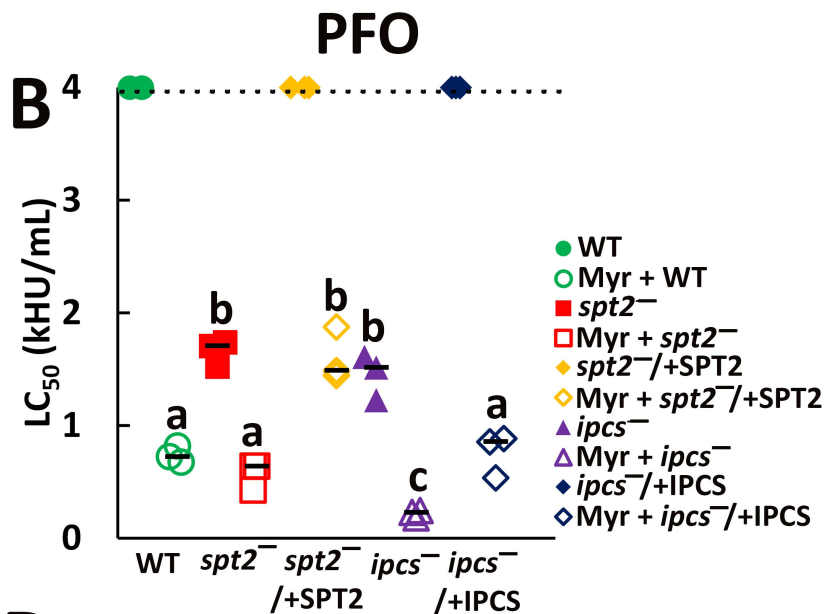 PFO
B
4
3
2
1
0
LC50 (kHU/mL)
a
b
a
b
b
c
a
WT
spt2—
spt2—
/+SPT2
ipcs—
ipcs—
/+IPCS
WT
Myr + WT
spt2—
Myr + spt2—
spt2—/+SPT2
Myr + spt2—/+SPT2
ipcs—
Myr + ipcs—
ipcs—/+IPCS
Myr + ipcs—/+IPCS